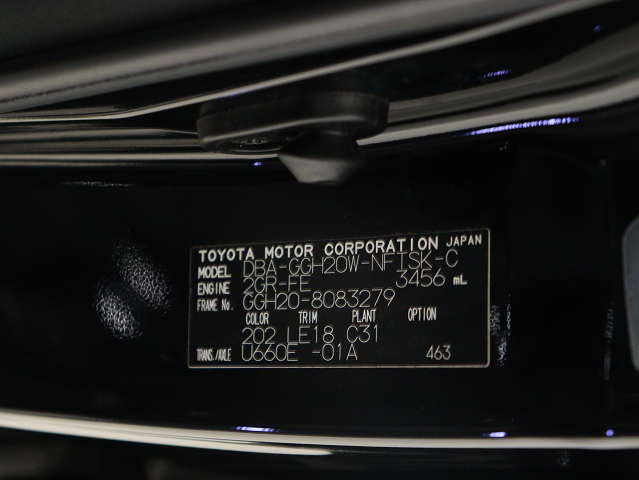 TOYOTA MOTOR CORPORATION JAPAN
MODEL DBA-GGH20W-NFTSK-C
ENGINE 2GR-FE 3456 mL
FRAME No. GGH20-8083279
COLOR TRIM PLANT OPTION
202 LE18 C31
TRANS./AXLE U660E -01A 463